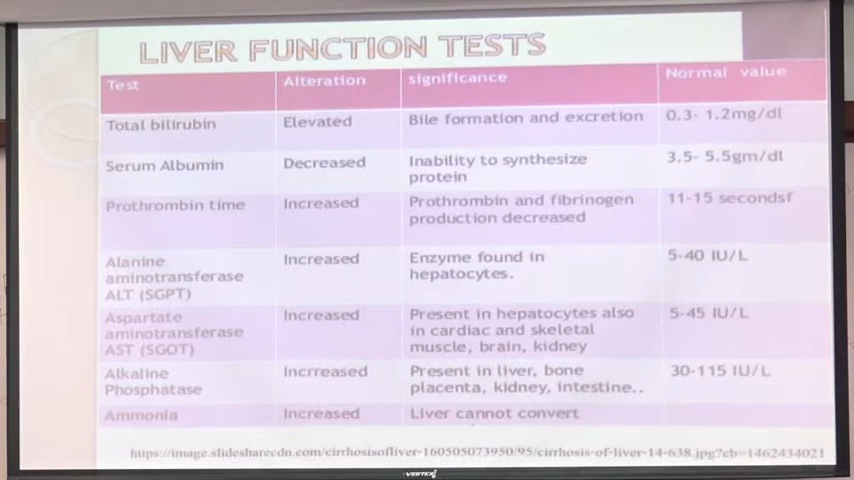 LIVER FUNCTION TESTS
Test Alteration significance Normal value
Total bilirubin Elevated Bile formation and excretion 0.3- 1.2mg/dl
Serum Albumin Decreased Inability to synthesize 3.5- 5.5gm/dl
protein
Prothrombin time Increased Prothrombin and fibrinogen 11-15 secondsf
production decreased
Alanine Increased Enzyme found in 5-40 IU/L
aminotransferase hepatocytes.
ALT (SGPT)
Aspartate Increased Present in hepatocytes also 5-45 IU/L
aminotransferase in cardiac and skeletal
AST (SGOT) muscle, brain, kidney
Alkaline Incrreased Present in liver, bone 30-115 IU/L
Phosphatase placenta, kidney, intestine..
Ammonia Increased Liver cannot convert
https://image.slidesharecdn.com/cirrhosisofliver-160505073950/95/cirrhosis-of-liver-14-638.jpg?cb=1462434021
VERTEX